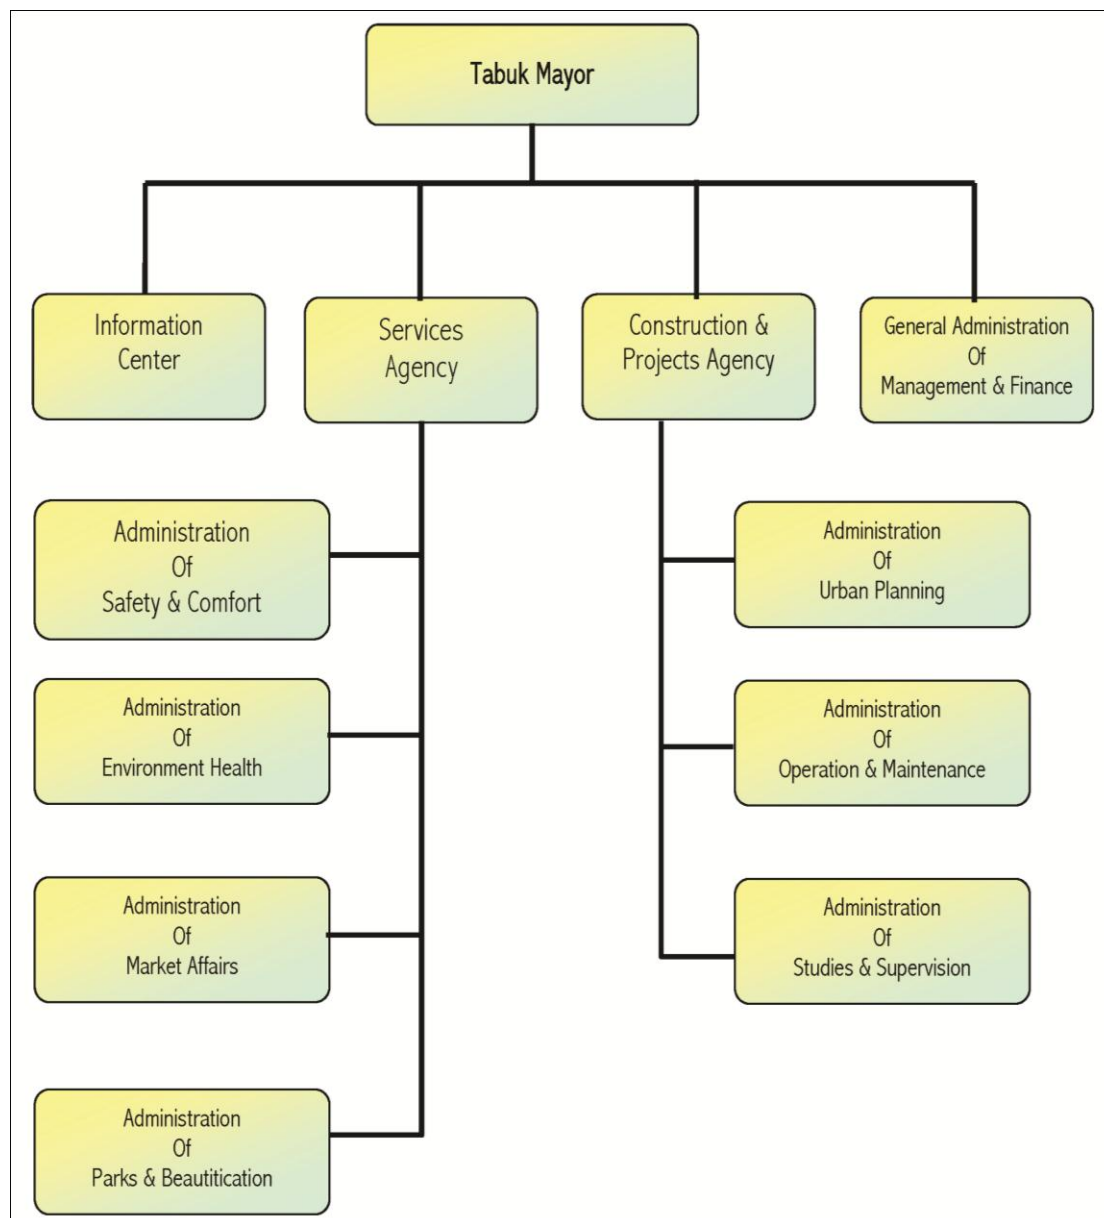 Tabuk Mayor
Information
Center
Services
Agency
Construction &
Projects Agency
General Administration
Of
Management & Finance
Administration
Of
Safety & Comfort
Administration
Of
Environment Health
Administration
Of
Market Affairs
Administration
Of
Parks & Beautitication
Administration
Of
Urban Planning
Administration
Of
Operation & Maintenance
Administration
Of
Studies & Supervision